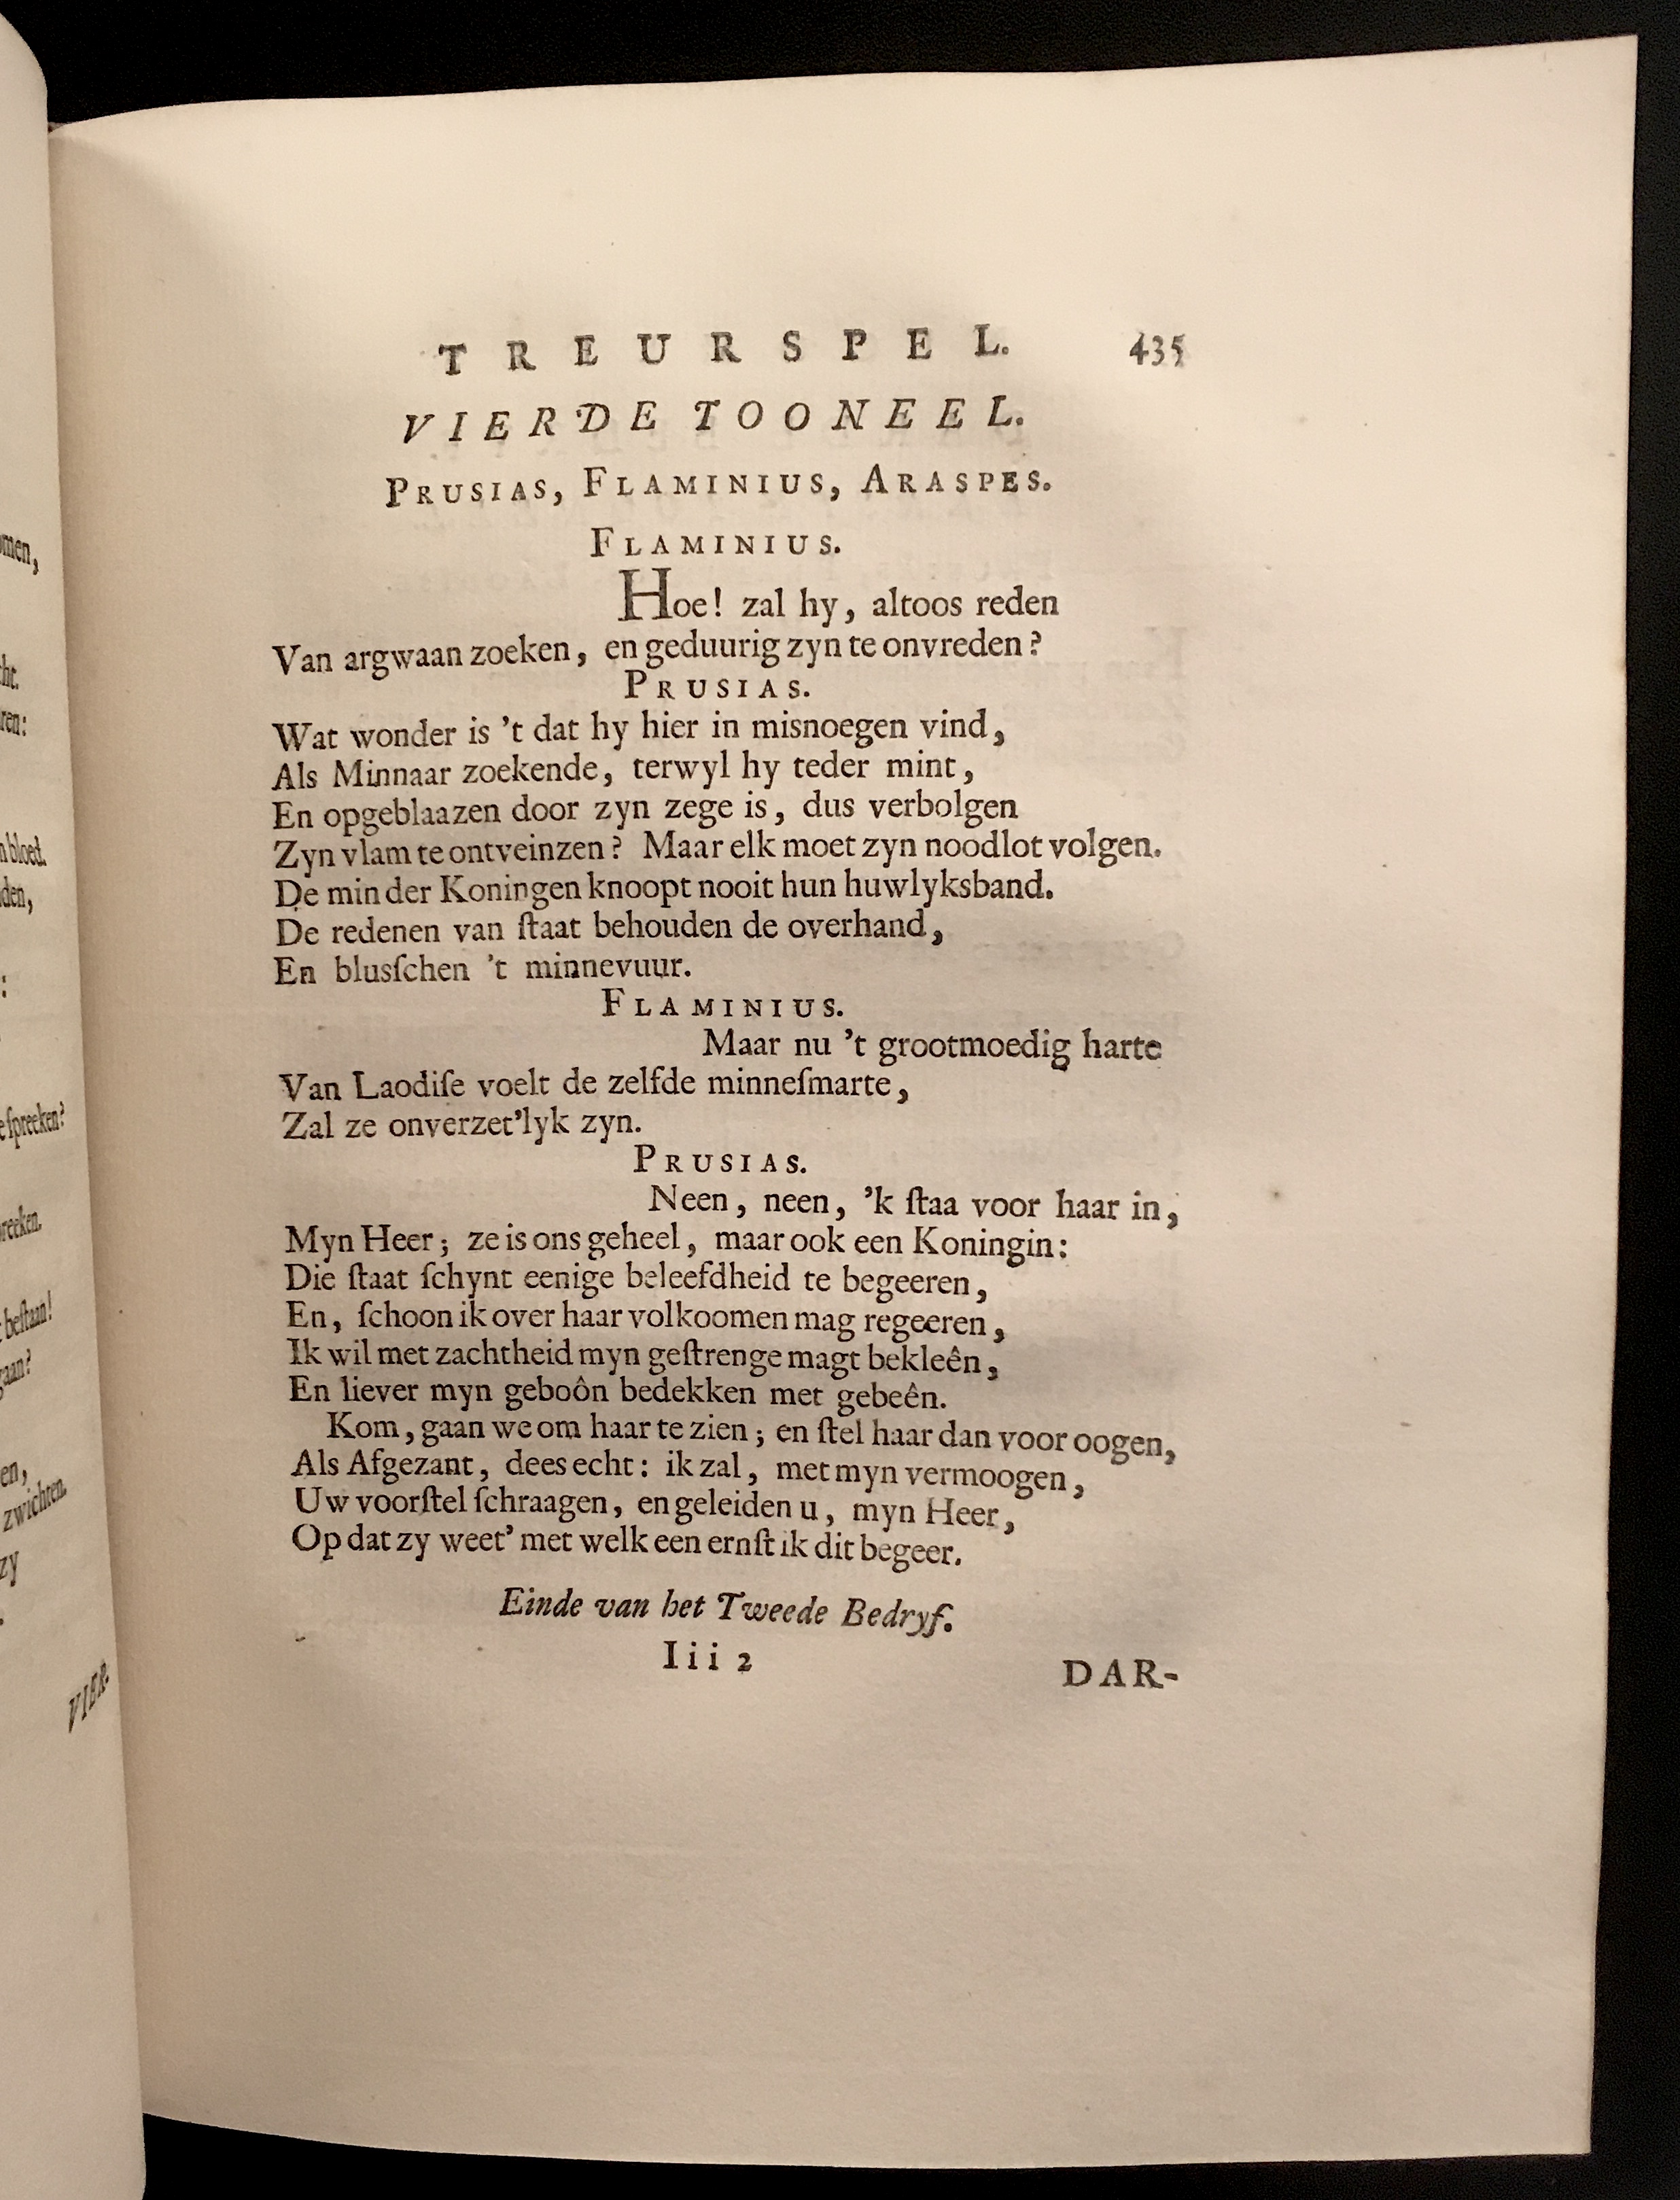 TREURSPEL. 435
VIERDE TOONEEL.
PRUSIAS, FLAMINIUS, ARASPES.
FLAMINIUS.
Hoe! zal hy, altoos reden
Van argwaan zoeken, en geduurig zyn te onvreden?
PRUSIAS.
Wat wonder is 't dat hy hier in misnoegen vind,
Als Minnaar zoekende, terwyl hy teder mint,
En opgeblaazen door zyn zege is, dus verbolgen
Zyn vlam te ontveinzen? Maar elk moet zyn noodlot volgen.
De min der Koningen knoopt nooit hun huwlyksband.
De redenen van ſtaat behouden de overhand,
En blusſchen 't minnevuur.
FLAMINIUS.
Maar nu 't grootmoedig harte
Van Laodiſe voelt de zelfde minneſmarte,
Zal ze onverzet'lyk zyn.
PRUSIAS.
Neen, neen, 'k ſtaa voor haar in,
Myn Heer; ze is ons geheel, maar ook een Koningin:
Die ſtaat ſchynt eenige beleefdheid te begeeren,
En, ſchoon ik over haar volkoomen mag regeeren,
Ik wil met zachtheid myn geſtrenge magt bekleên,
En liever myn geboôn bedekken met gebeên.
Kom, gaan we om haar te zien; en ſtel haar dan voor oogen,
Als Afgezant, dees echt: ik zal, met myn vermoogen,
Uw voorſtel ſchraagen, en geleiden u, myn Heer,
Op dat zy weet' met welk een ernſt ik dit begeer.
Einde van het Tweede Bedryf.
Iii 2
DAR-
cht.
bloed.
ſpreeken?
beſtaan!
gaan?
zwichten.
zy
VIER-